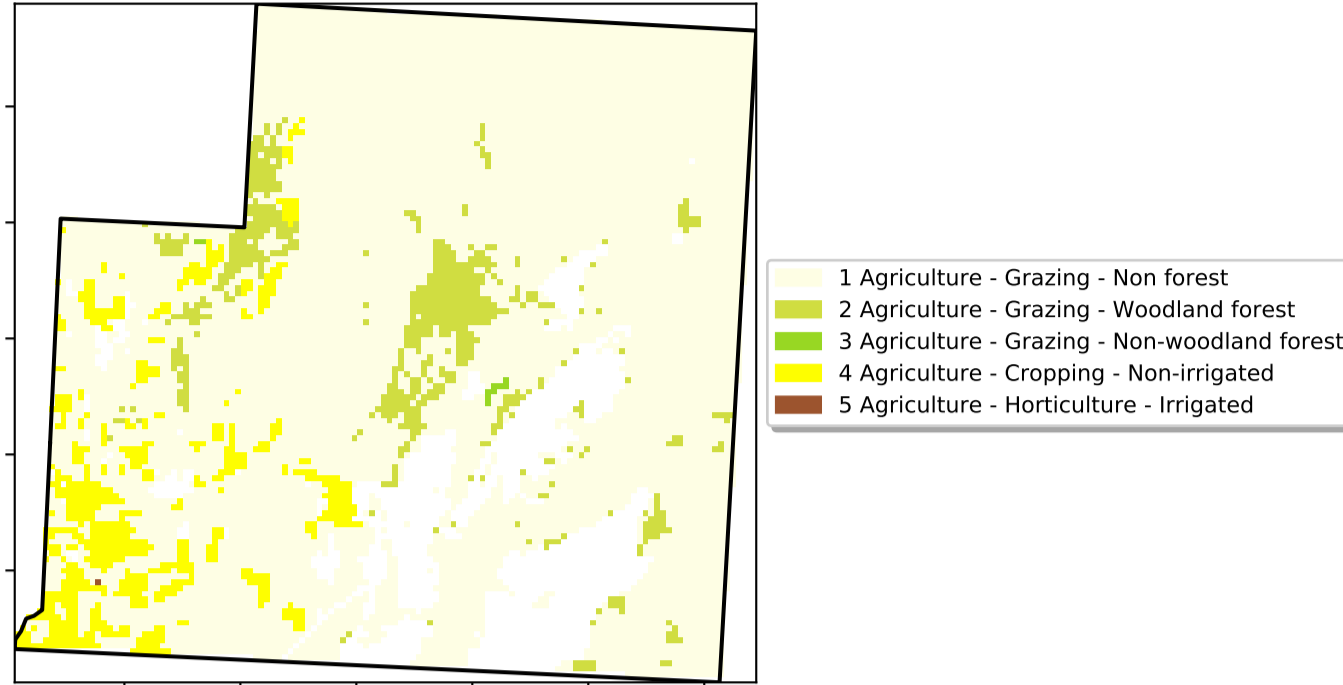 1 Agriculture - Grazing - Non forest
2 Agriculture - Grazing - Woodland forest
3 Agriculture - Grazing - Non-woodland forest
4 Agriculture - Cropping - Non-irrigated
5 Agriculture - Horticulture - Irrigated